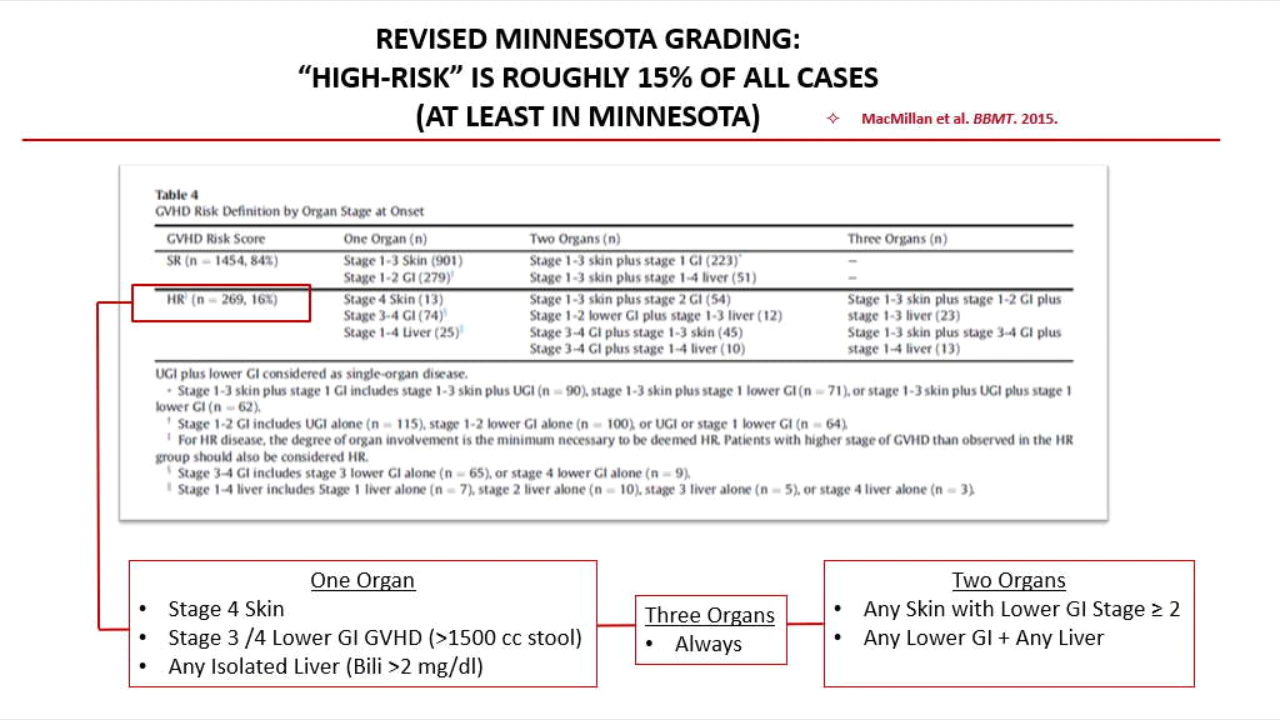 REVISED MINNESOTA GRADING:
“HIGH-RISK” IS ROUGHLY 15% OF ALL CASES
(AT LEAST IN MINNESOTA)
✧ MacMillan et al. BBMT. 2015.
Table 4
GVHD Risk Definition by Organ Stage at Onset
GVHD Risk Score One Organ (n) Two Organs (n) Three Organs (n)
SR (n = 1454, 84%) Stage 1-3 Skin (901) Stage 1-3 skin plus stage 1 GI (223)* –
Stage 1-2 GI (279)† Stage 1-3 skin plus stage 1-4 liver (51) –
HR‡ (n = 269, 16%) Stage 4 Skin (13) Stage 1-3 skin plus stage 2 GI (54) Stage 1-3 skin plus stage 1-2 GI plus
Stage 3-4 GI (74)§ Stage 1-2 lower GI plus stage 1-3 liver (12) stage 1-3 liver (23)
Stage 1-4 Liver (25)‖ Stage 3-4 GI plus stage 1-3 skin (45) Stage 1-3 skin plus stage 3-4 GI plus
Stage 3-4 GI plus stage 1-4 liver (10) stage 1-4 liver (13)
UGI plus lower GI considered as single-organ disease.
* Stage 1-3 skin plus stage 1 GI includes stage 1-3 skin plus UGI (n = 90), stage 1-3 skin plus stage 1 lower GI (n = 71), or stage 1-3 skin plus UGI plus stage 1
lower GI (n = 62).
† Stage 1-2 GI includes UGI alone (n = 115), stage 1-2 lower GI alone (n = 100), or UGI or stage 1 lower GI (n = 64).
‡ For HR disease, the degree of organ involvement is the minimum necessary to be deemed HR. Patients with higher stage of GVHD than observed in the HR
group should also be considered HR.
§ Stage 3-4 GI includes stage 3 lower GI alone (n = 65), or stage 4 lower GI alone (n = 9).
‖ Stage 1-4 liver includes Stage 1 liver alone (n = 7), stage 2 liver alone (n = 10), stage 3 liver alone (n = 5), or stage 4 liver alone (n = 3).
One Organ
• Stage 4 Skin
• Stage 3 /4 Lower GI GVHD (>1500 cc stool)
• Any Isolated Liver (Bili >2 mg/dl)
Three Organs
• Always
Two Organs
• Any Skin with Lower GI Stage ≥ 2
• Any Lower GI + Any Liver